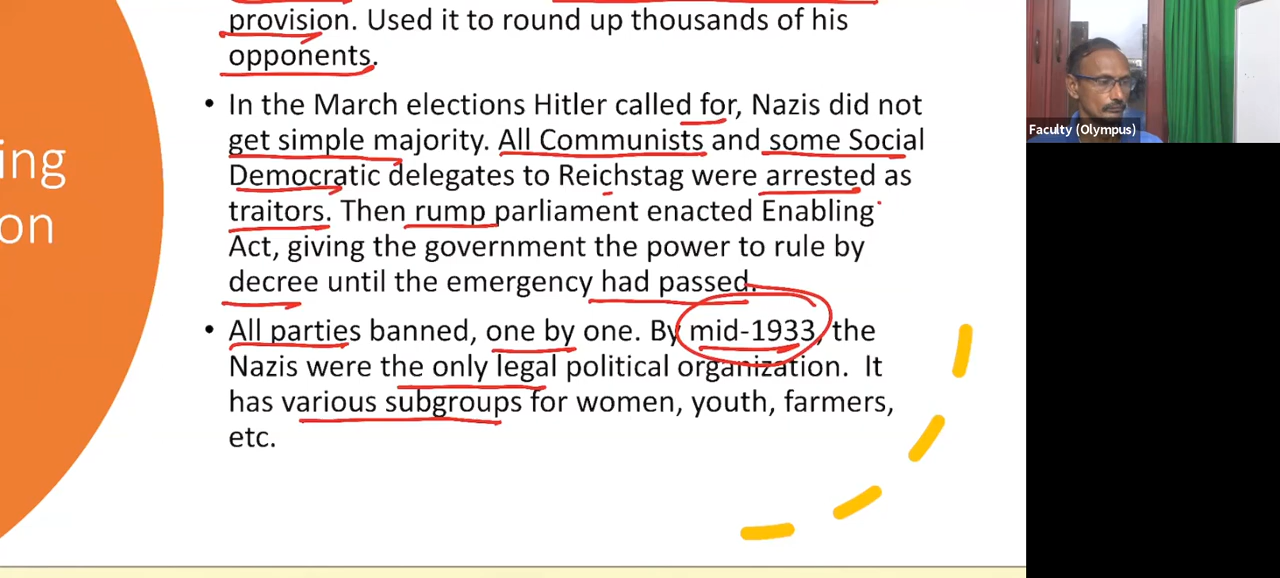 provision. Used it to round up thousands of his
opponents.
• In the March elections Hitler called for, Nazis did not
get simple majority. All Communists and some Social
Democratic delegates to Reichstag were arrested as
traitors. Then rump parliament enacted Enabling
Act, giving the government the power to rule by
decree until the emergency had passed.
• All parties banned, one by one. By mid-1933, the
Nazis were the only legal political organization. It
has various subgroups for women, youth, farmers,
etc.
ing
on
Faculty (Olympus)